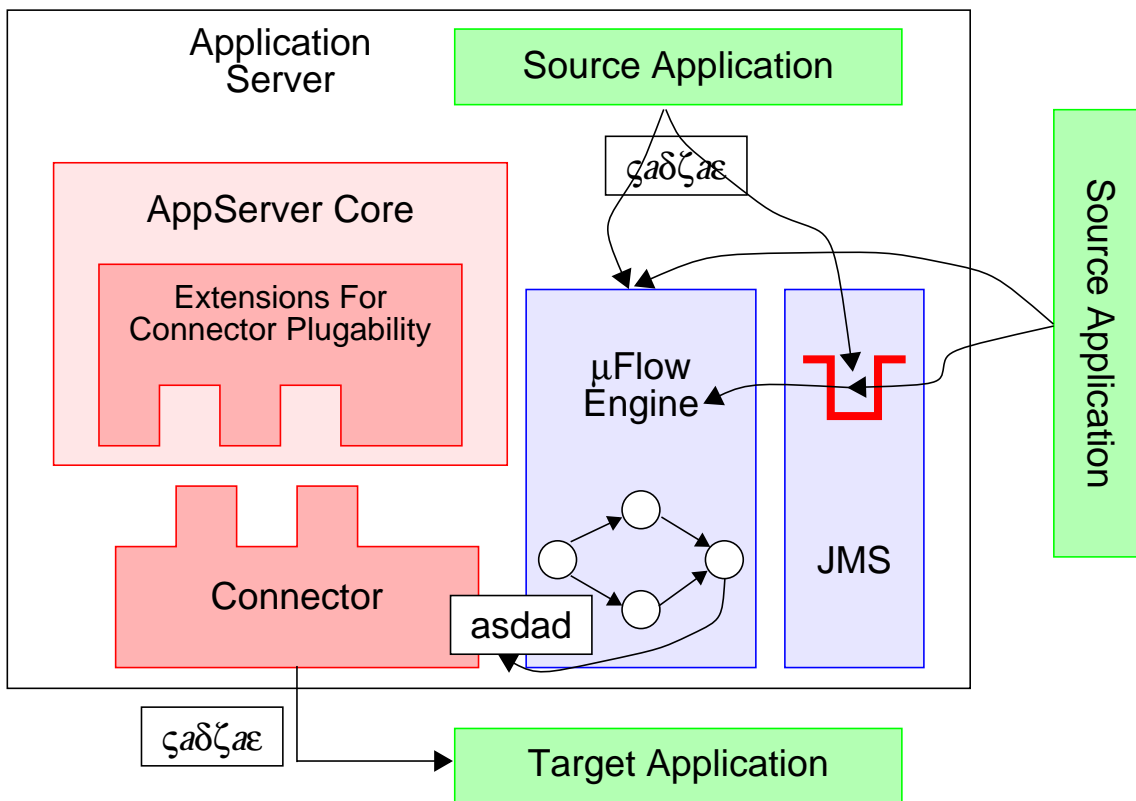 Application
Server
Source Application
ςaδζaε
AppServer Core
Extensions For
Connector Plugability
μFlow
Engine
Source Application
JMS
Connector
asdad
ςaδζaε
Target Application